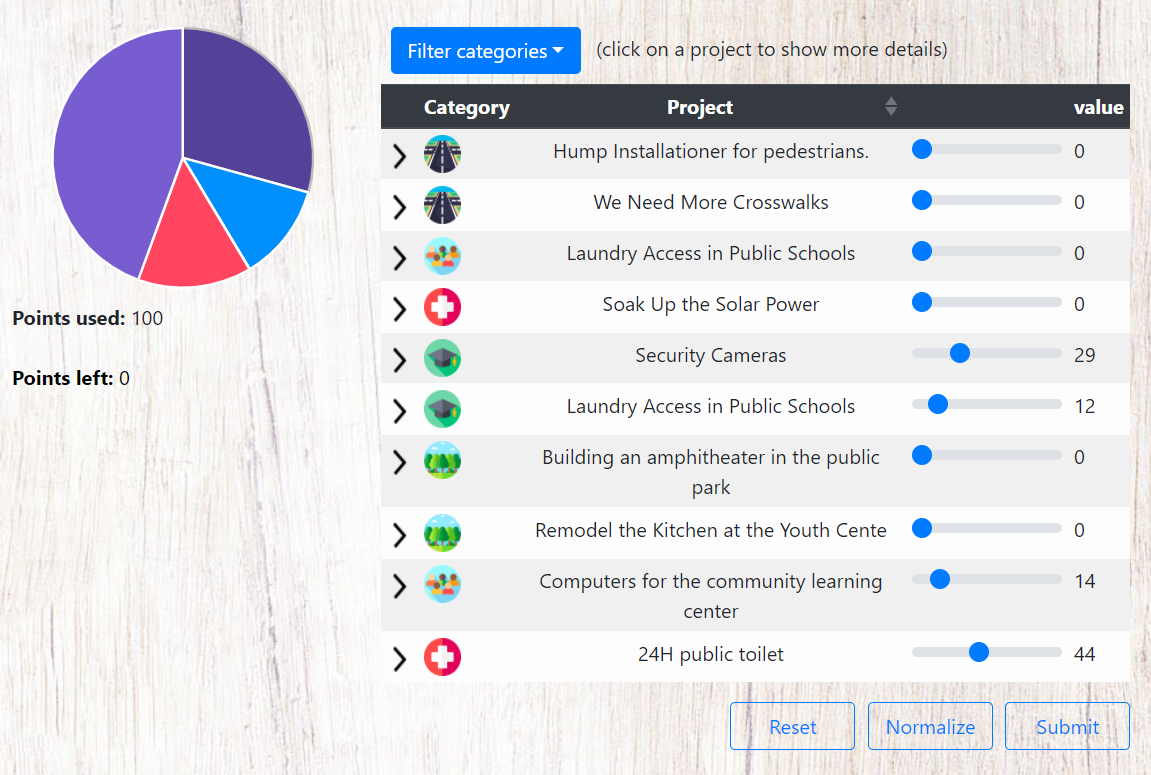 Filter categories (click on a project to show more details)
Category Project value
Hump Installationer for pedestrians. 0
We Need More Crosswalks 0
Laundry Access in Public Schools 0
Soak Up the Solar Power 0
Points used: 100
Security Cameras 29
Points left: 0
Laundry Access in Public Schools 12
Building an amphitheater in the public 0
park
Remodel the Kitchen at the Youth Cente 0
Computers for the community learning 14
center
24H public toilet 44
Reset Normalize Submit